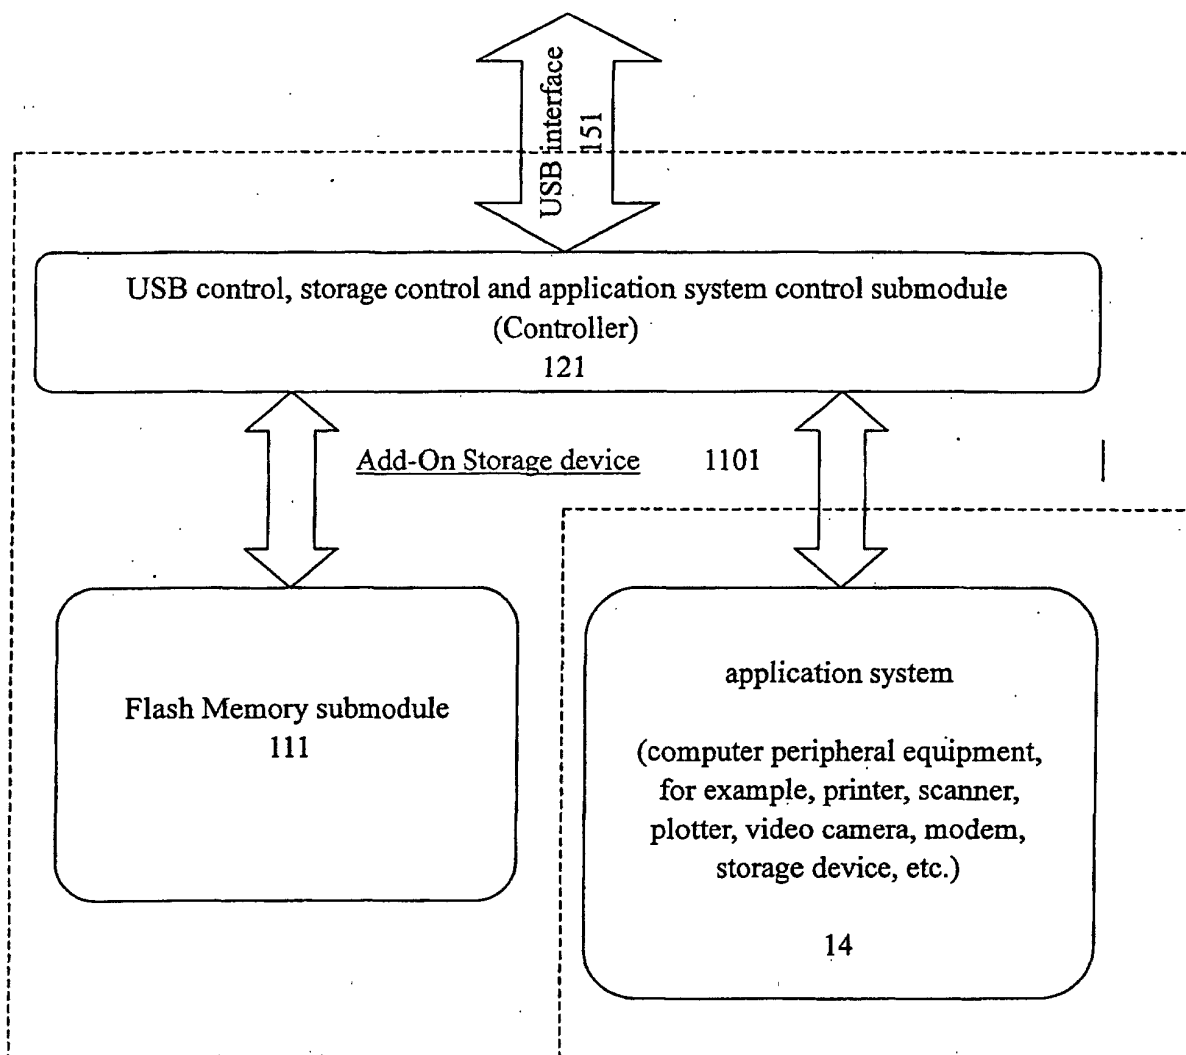 USB interface
151
USB control, storage control and application system control submodule
(Controller)
121
Add-On Storage device 1101
Flash Memory submodule
111
application system
(computer peripheral equipment,
for example, printer, scanner,
plotter, video camera, modem,
storage device, etc.)
14